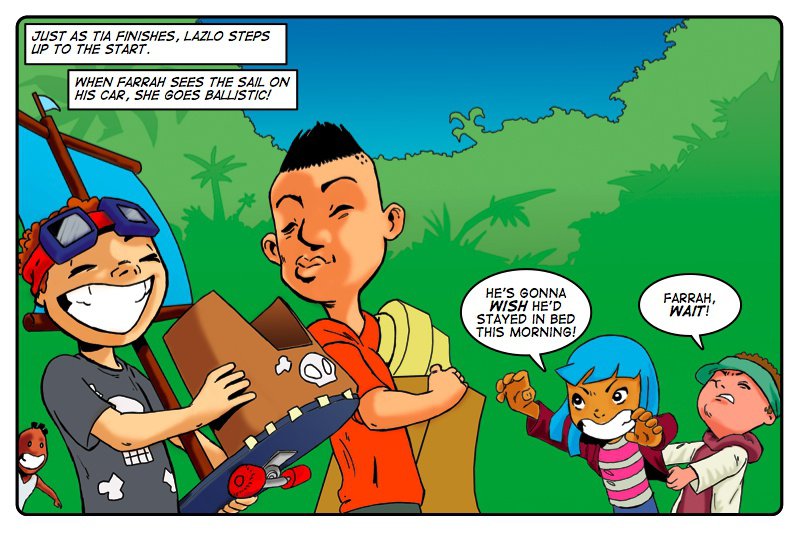 JUST AS TIA FINISHES, LAZLO STEPS
UP TO THE START.
WHEN FARRAH SEES THE SAIL ON
HIS CAR, SHE GOES BALLISTIC!
HE'S GONNA
WISH HE'D
STAYED IN BED
THIS MORNING!
FARRAH,
WAIT!